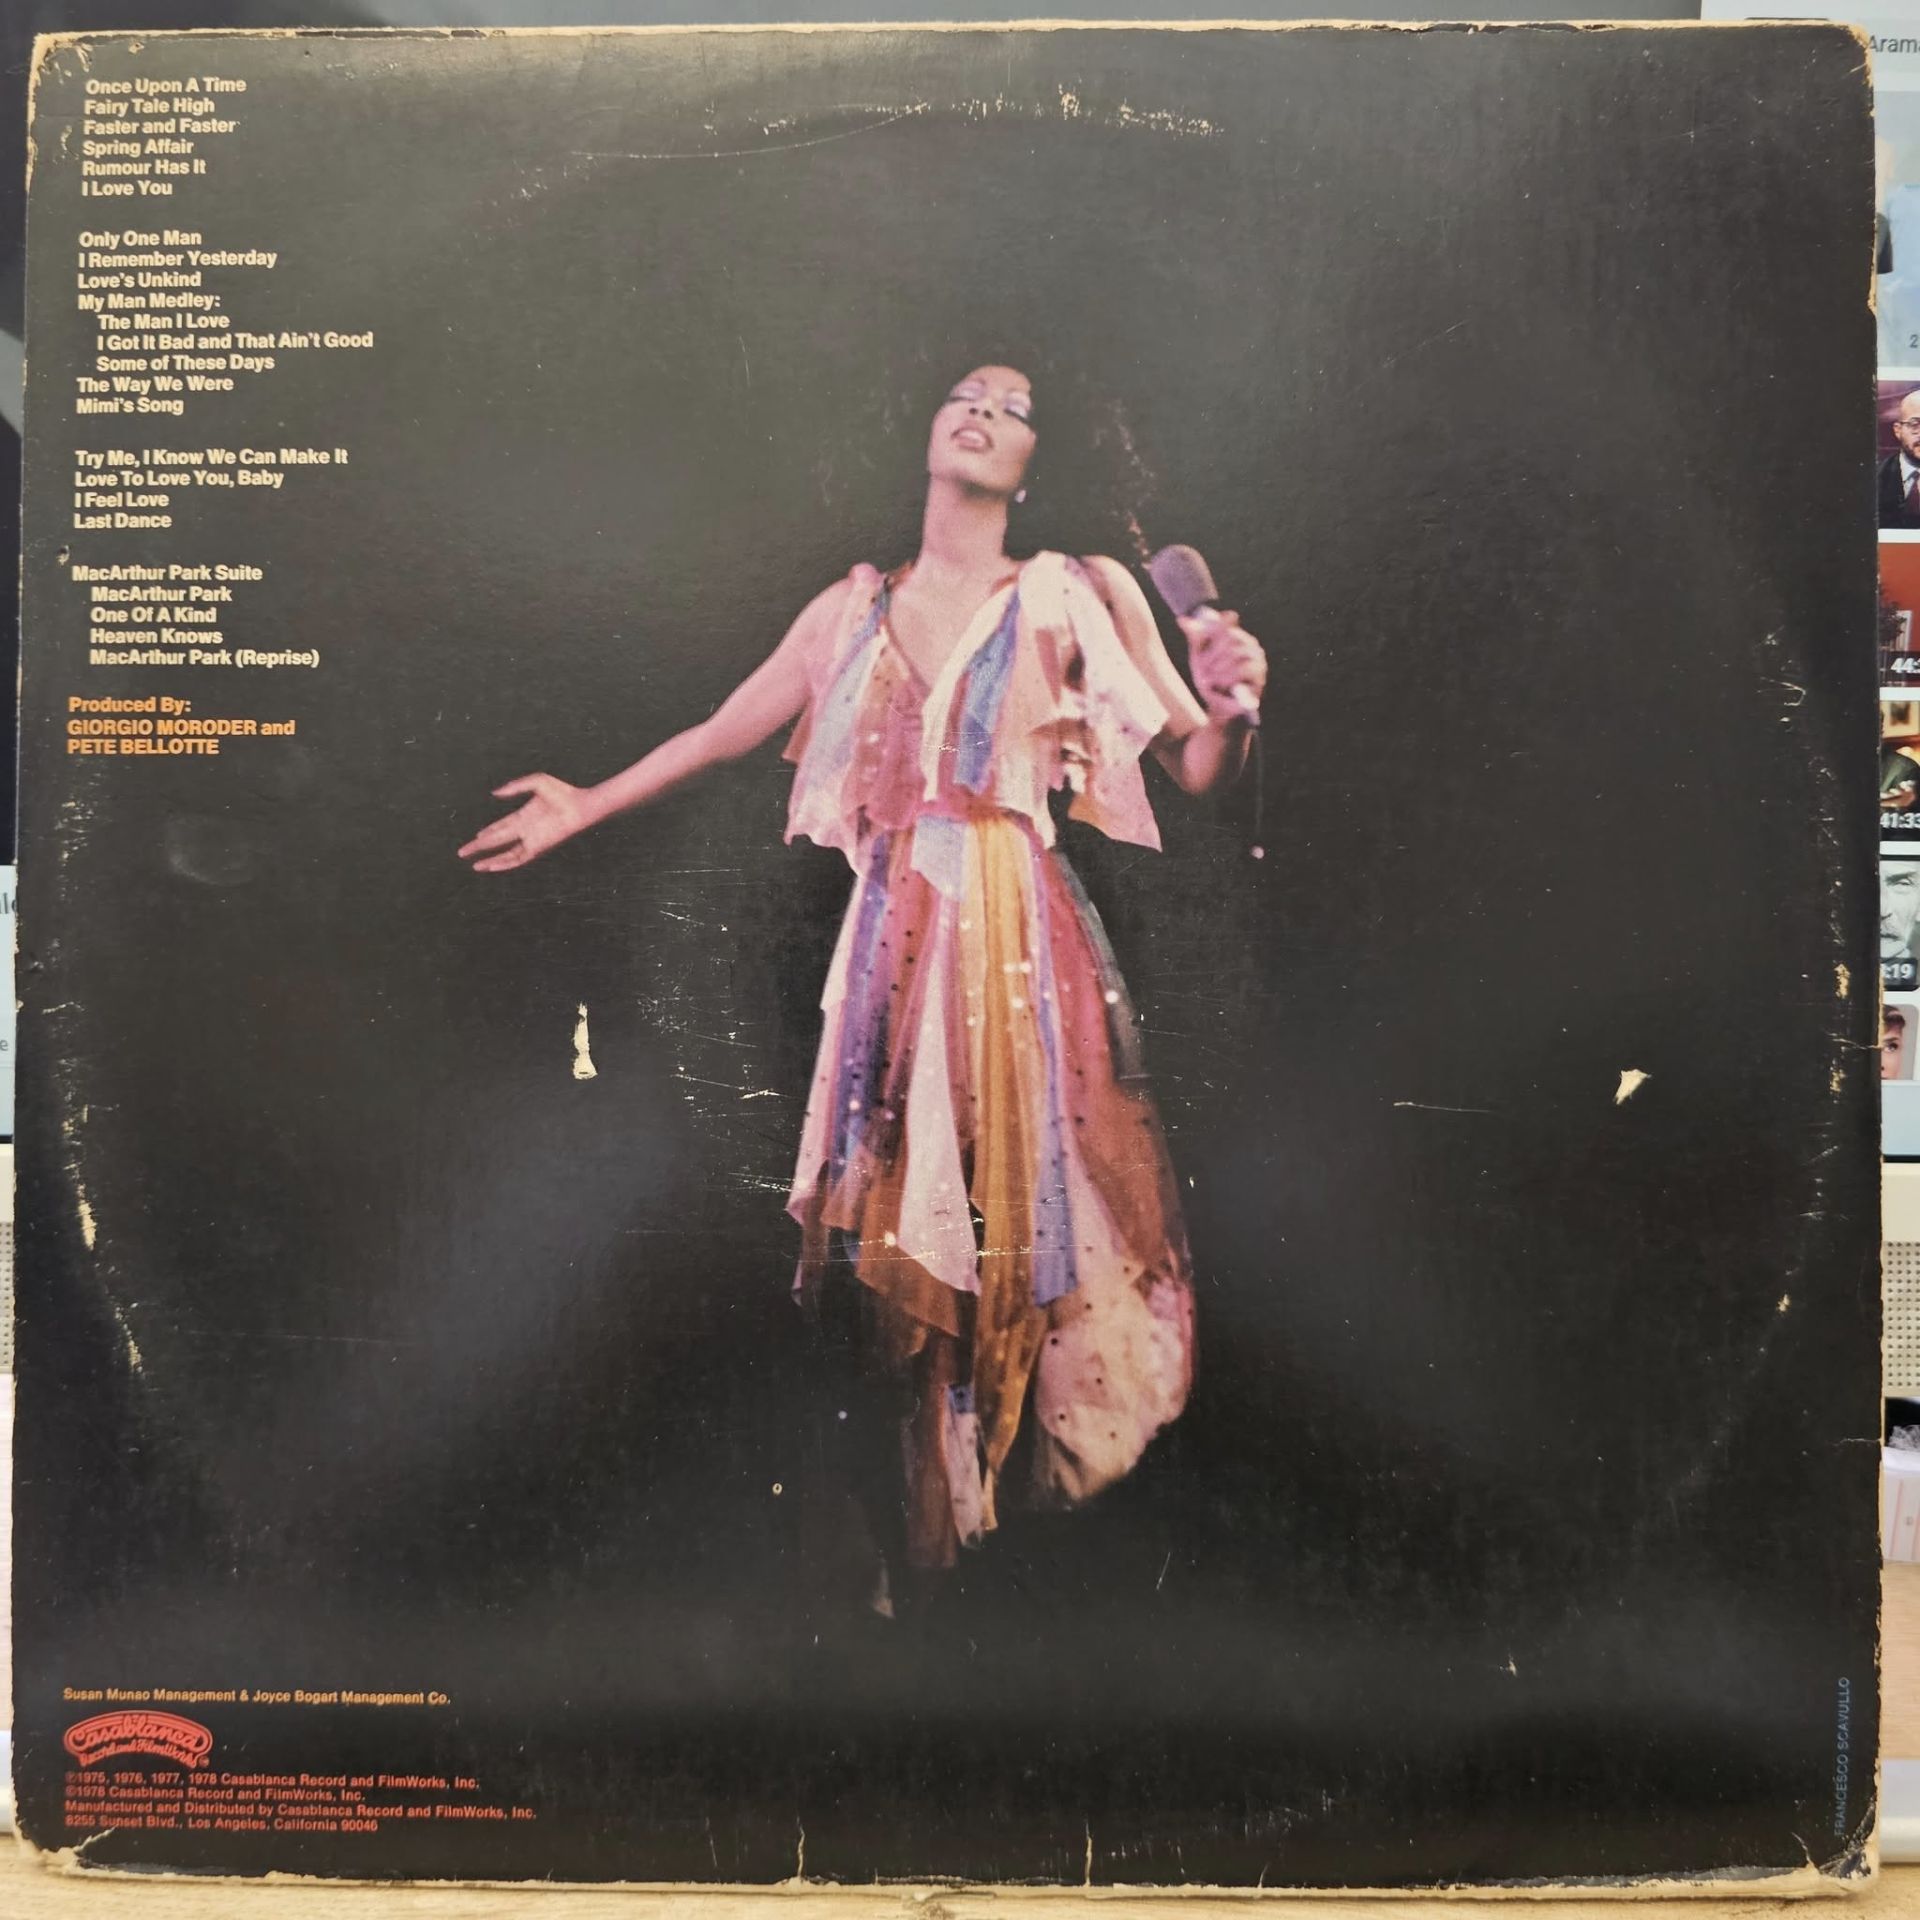 Once Upon A Time
Fairy Tale High
Faster and Faster
Spring Affair
Rumour Has It
I Love You
Only One Man
I Remember Yesterday
Love's Unkind
My Man Medley:
The Man I Love
I Got It Bad and That Ain't Good
Some of These Days
The Way We Were
Mimi's Song
Try Me, I Know We Can Make It
Love To Love You, Baby
I Feel Love
Last Dance
MacArthur Park Suite
MacArthur Park
One Of A Kind
Heaven Knows
MacArthur Park (Reprise)
Produced By:
GIORGIO MORODER and
PETE BELLOTTE
Susan Munao Management & Joyce Bogart Management Co.
Casablanca
Record and FilmWorks
℗1975, 1976, 1977, 1978 Casablanca Record and FilmWorks, Inc.
©1978 Casablanca Record and FilmWorks, Inc.
Manufactured and Distributed by Casablanca Record and FilmWorks, Inc.
8255 Sunset Blvd., Los Angeles, California 90046
FRANCESCO SCAVULLO
Aram
2
44:
41:33
:19